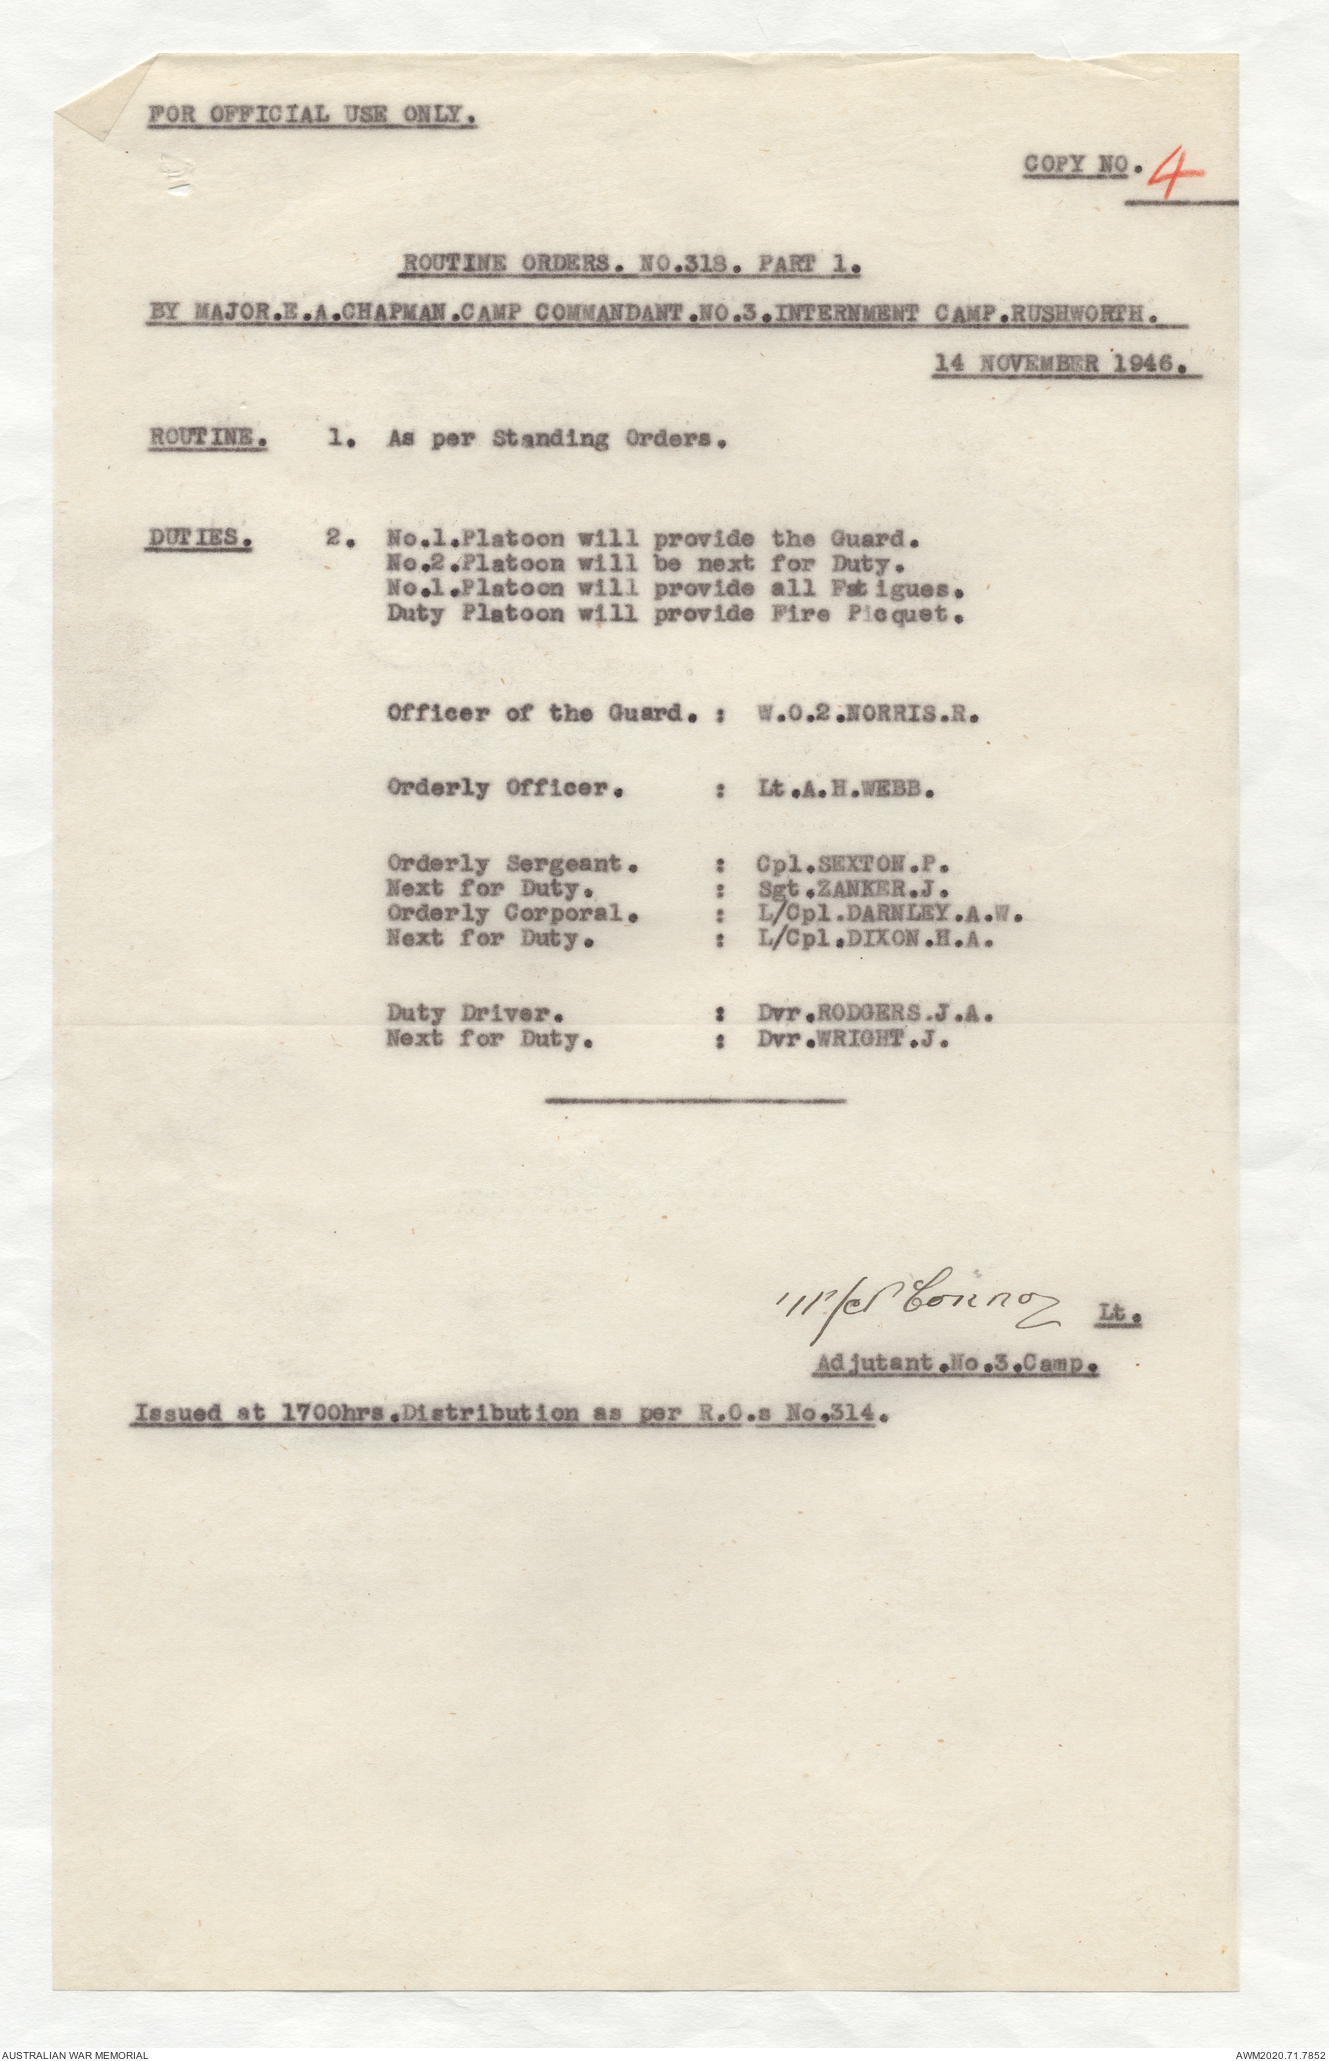 FOR OFFICIAL USE ONLY.
COPY NO. 4
ROUTINE ORDERS. NO.318. PART 1.
BY MAJOR.E.A.CHAPMAN.CAMP COMMANDANT.NO.3.INTERNMENT CAMP.RUSHWORTH.
14 NOVEMBER 1946.
ROUTINE. 1. As per Standing Orders.
DUTIES. 2. No.1.Platoon will provide the Guard.
No.2.Platoon will be next for Duty.
No.1.Platoon will provide all Fatigues.
Duty Platoon will provide Fire Picquet.
Officer of the Guard. : W.O.2.NORRIS.R.
Orderly Officer. : Lt.A.H.WEBB.
Orderly Sergeant. : Cpl.SEXTON.P.
Next for Duty. : Sgt.ZANKER.J.
Orderly Corporal. : L/Cpl.DARNLEY.A.W.
Next for Duty. : L/Cpl.DIXON.H.A.
Duty Driver. : Dvr.RODGERS.J.A.
Next for Duty. : Dvr.WRIGHT.J.
Lt.
Adjutant.No.3.Camp.
Issued at 1700hrs.Distribution as per R.O.s No.314.
AUSTRALIAN WAR MEMORIAL
AWM2020.71.7852